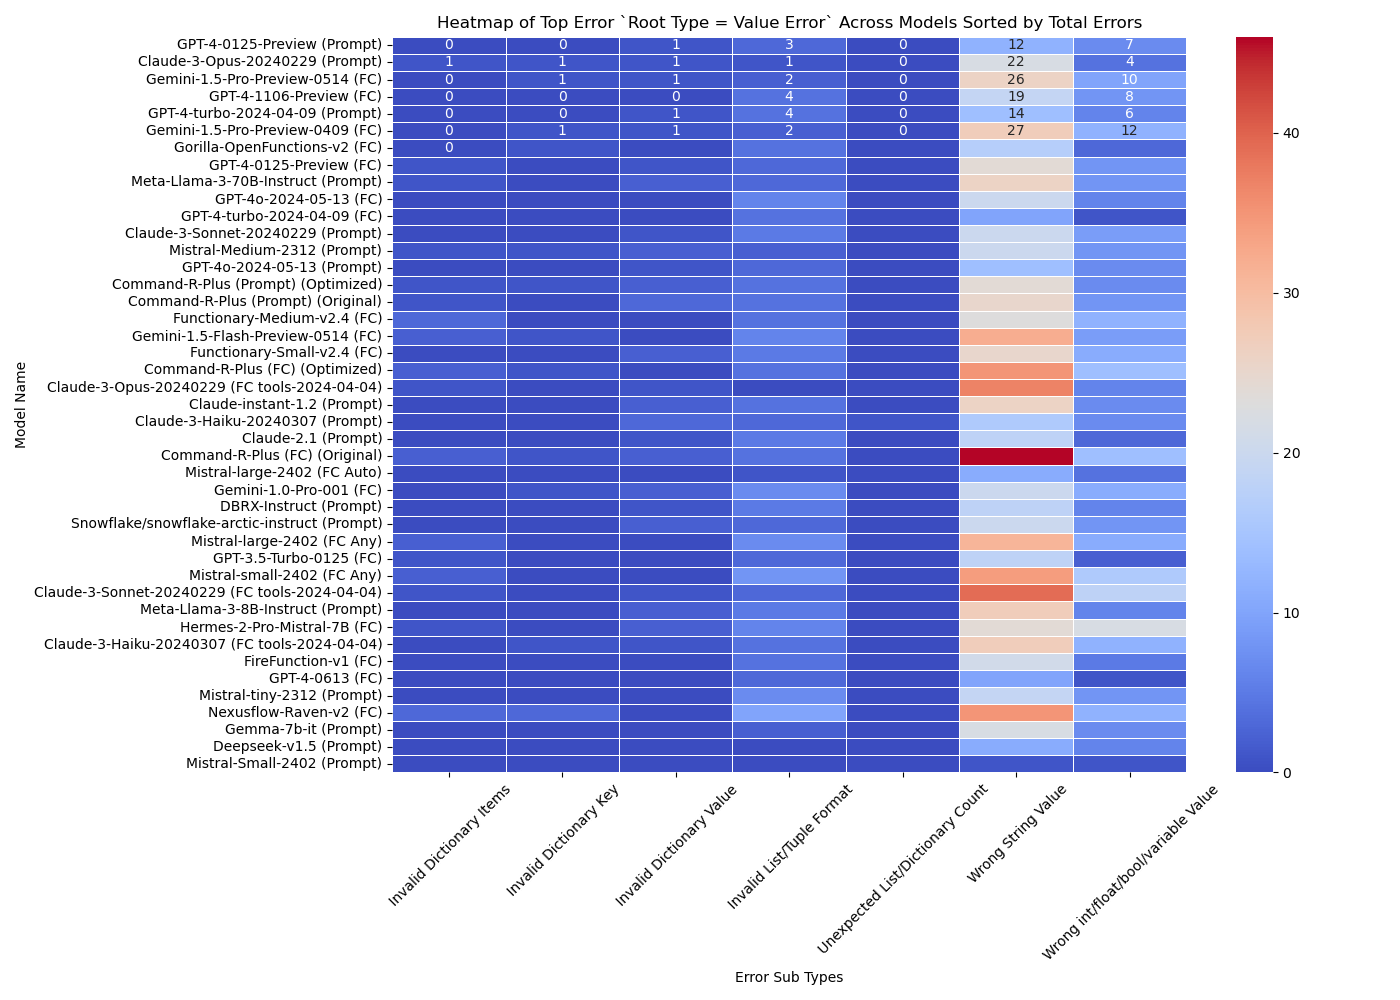 Heatmap of Top Error `Root Type = Value Error` Across Models Sorted by Total Errors
Model Name
GPT-4-0125-Preview (Prompt) 0 0 1 3 0 12 7
Claude-3-Opus-20240229 (Prompt) 1 1 1 1 0 22 4
Gemini-1.5-Pro-Preview-0514 (FC) 0 1 1 2 0 26 10
GPT-4-1106-Preview (FC) 0 0 0 4 0 19 8
GPT-4-turbo-2024-04-09 (Prompt) 0 0 1 4 0 14 6
Gemini-1.5-Pro-Preview-0409 (FC) 0 1 1 2 0 27 12
Gorilla-OpenFunctions-v2 (FC) 0
GPT-4-0125-Preview (FC)
Meta-Llama-3-70B-Instruct (Prompt)
GPT-4o-2024-05-13 (FC)
GPT-4-turbo-2024-04-09 (FC)
Claude-3-Sonnet-20240229 (Prompt)
Mistral-Medium-2312 (Prompt)
GPT-4o-2024-05-13 (Prompt)
Command-R-Plus (Prompt) (Optimized)
Command-R-Plus (Prompt) (Original)
Functionary-Medium-v2.4 (FC)
Gemini-1.5-Flash-Preview-0514 (FC)
Functionary-Small-v2.4 (FC)
Command-R-Plus (FC) (Optimized)
Claude-3-Opus-20240229 (FC tools-2024-04-04)
Claude-instant-1.2 (Prompt)
Claude-3-Haiku-20240307 (Prompt)
Claude-2.1 (Prompt)
Command-R-Plus (FC) (Original)
Mistral-large-2402 (FC Auto)
Gemini-1.0-Pro-001 (FC)
DBRX-Instruct (Prompt)
Snowflake/snowflake-arctic-instruct (Prompt)
Mistral-large-2402 (FC Any)
GPT-3.5-Turbo-0125 (FC)
Mistral-small-2402 (FC Any)
Claude-3-Sonnet-20240229 (FC tools-2024-04-04)
Meta-Llama-3-8B-Instruct (Prompt)
Hermes-2-Pro-Mistral-7B (FC)
Claude-3-Haiku-20240307 (FC tools-2024-04-04)
FireFunction-v1 (FC)
GPT-4-0613 (FC)
Mistral-tiny-2312 (Prompt)
Nexusflow-Raven-v2 (FC)
Gemma-7b-it (Prompt)
Deepseek-v1.5 (Prompt)
Mistral-Small-2402 (Prompt)
Invalid Dictionary Items
Invalid Dictionary Key
Invalid Dictionary Value
Invalid List/Tuple Format
Unexpected List/Dictionary Count
Wrong String Value
Wrong int/float/bool/variable Value
Error Sub Types
40
30
20
10
0